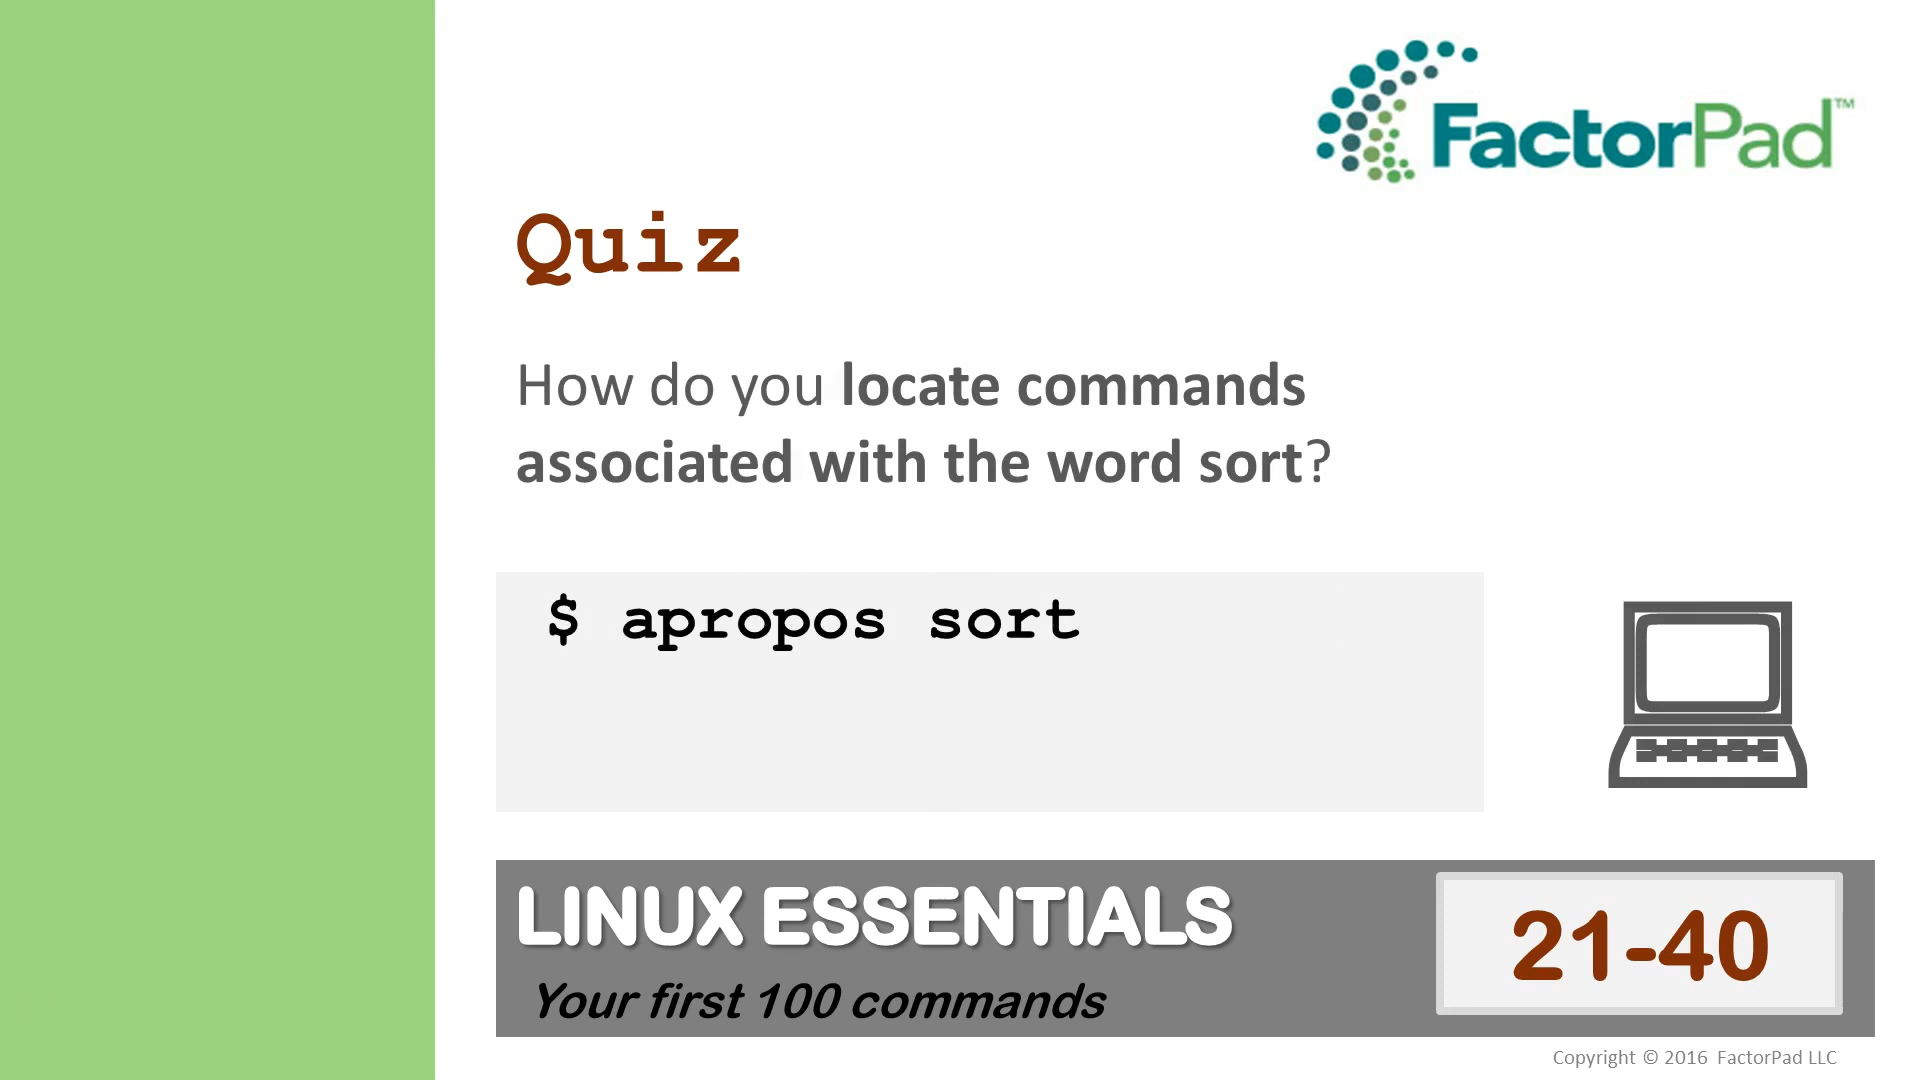 FactorPad™
Quiz
How do you locate commands
associated with the word sort?
$ apropos sort
LINUX ESSENTIALS
Your first 100 commands
21-40
Copyright © 2016 FactorPad LLC